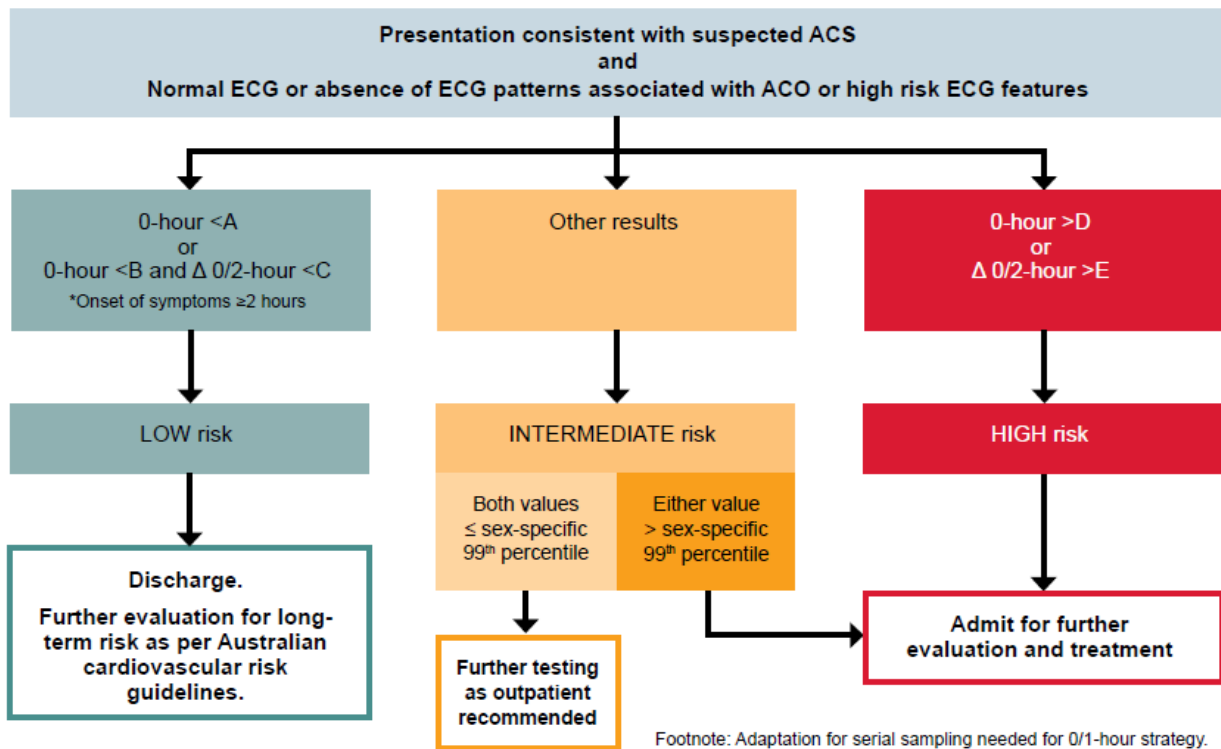 Presentation consistent with suspected ACS
and
Normal ECG or absence of ECG patterns associated with ACO or high risk ECG features
0-hour <A
or
0-hour <B and Δ 0/2-hour <C
*Onset of symptoms ≥2 hours
Other results
0-hour >D
or
Δ 0/2-hour >E
LOW risk
INTERMEDIATE risk
HIGH risk
Both values
≤ sex-specific
99th percentile
Either value
> sex-specific
99th percentile
Discharge.
Further evaluation for long-
term risk as per Australian
cardiovascular risk
guidelines.
Further testing
as outpatient
recommended
Admit for further
evaluation and treatment
Footnote: Adaptation for serial sampling needed for 0/1-hour strategy.